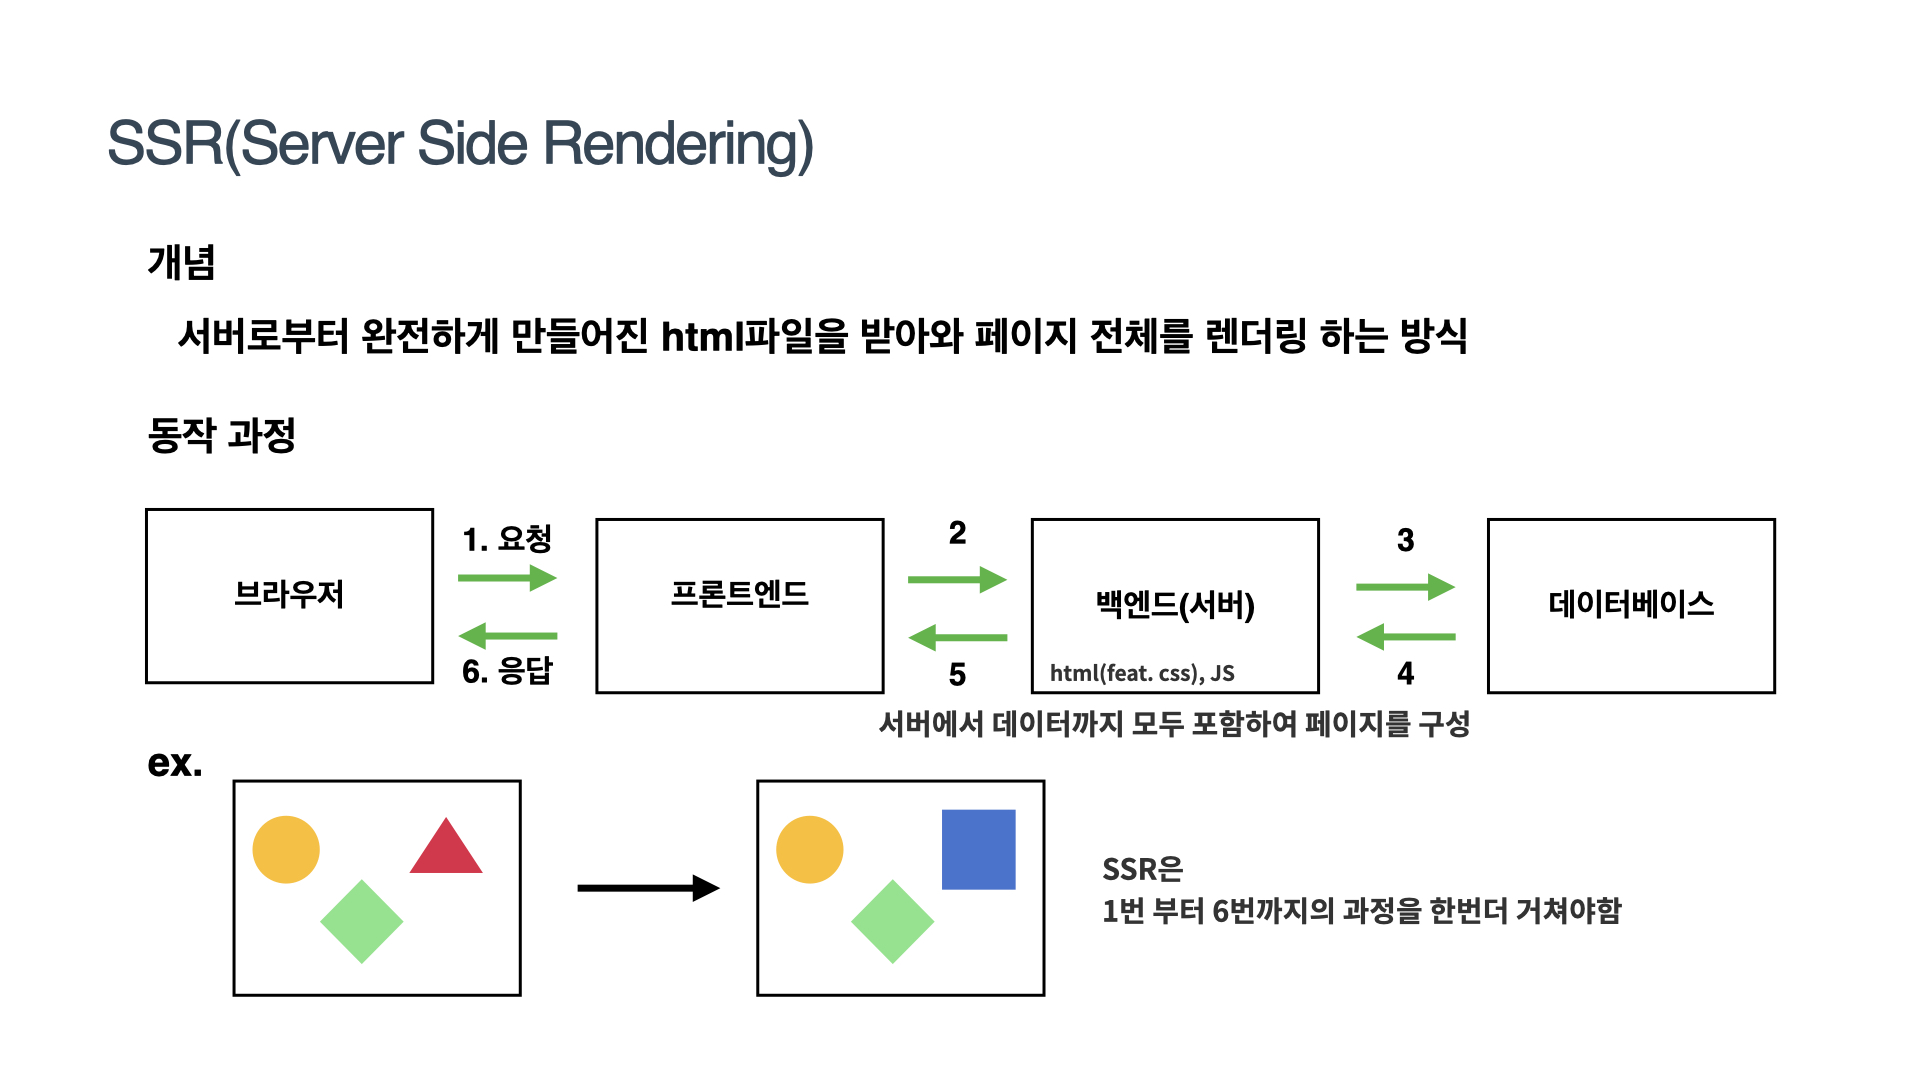 SSR(Server Side Rendering)
개념
서버로부터 완전하게 만들어진 html파일을 받아와 페이지 전체를 렌더링 하는 방식
동작 과정
브라우저
1. 요청
6. 응답
프론트엔드
2
5
백엔드(서버)
html(feat. css), JS
3
4
데이터베이스
서버에서 데이터까지 모두 포함하여 페이지를 구성
ex.
SSR은
1번 부터 6번까지의 과정을 한번더 거쳐야함